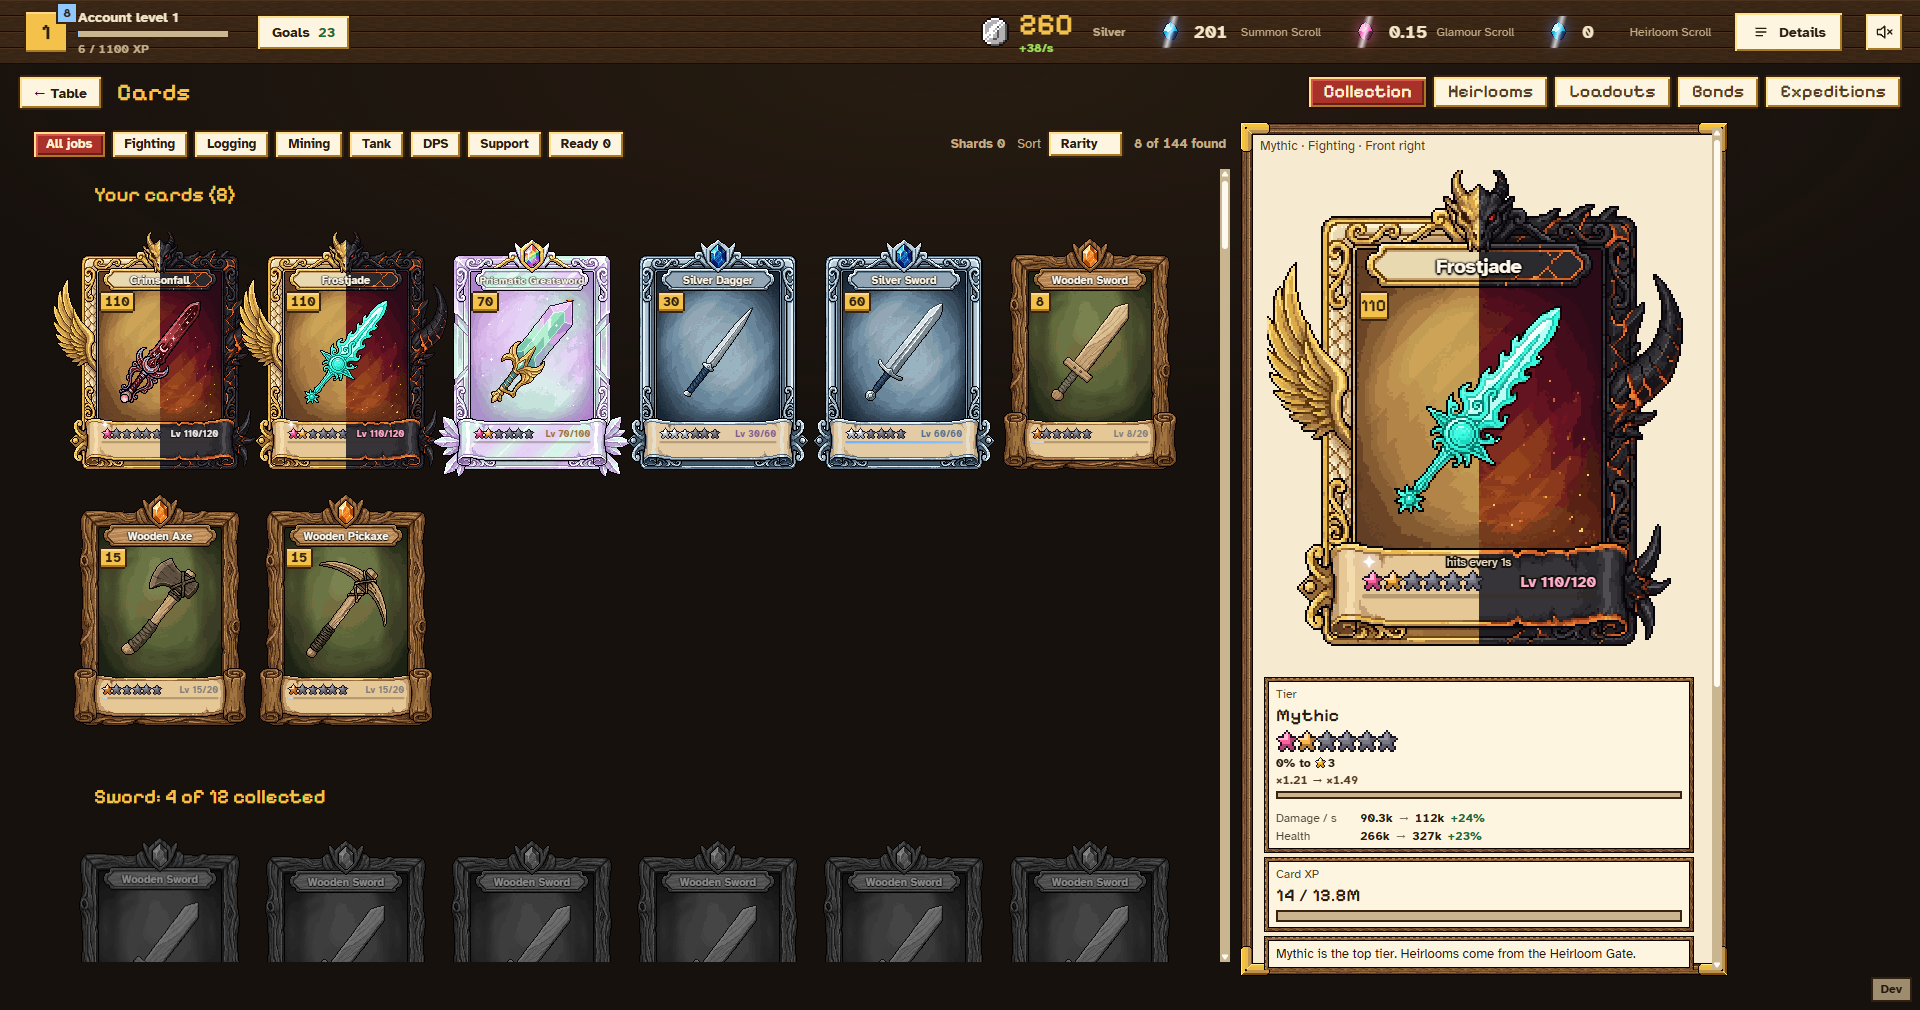 1
8
Account level 1
6 / 1100 XP
Goals 23
260
+38/s
Silver
201 Summon Scroll
0.15 Glamour Scroll
0 Heirloom Scroll
Details
← Table
Cards
Collection
Heirlooms
Loadouts
Bonds
Expeditions
All jobs
Fighting
Logging
Mining
Tank
DPS
Support
Ready 0
Shards 0
Sort
Rarity
8 of 144 found
Your cards (8)
Crimsonfall
110
Lv 110/120
Frostjade
110
Lv 110/120
Prismatic Greatsword
70
Lv 70/100
Silver Dagger
30
Lv 30/60
Silver Sword
60
Lv 60/60
Wooden Sword
8
Lv 8/20
Wooden Axe
15
Lv 15/20
Wooden Pickaxe
15
Lv 15/20
Sword: 4 of 12 collected
Wooden Sword
Wooden Sword
Wooden Sword
Wooden Sword
Wooden Sword
Wooden Sword
Mythic · Fighting · Front right
Frostjade
110
hits every 1s
Lv 110/120
Tier
Mythic
0% to 3
×1.21 → ×1.49
Damage / s 90.3k → 112k +24%
Health 266k → 327k +23%
Card XP
14 / 13.8M
Mythic is the top tier. Heirlooms come from the Heirloom Gate.
Dev